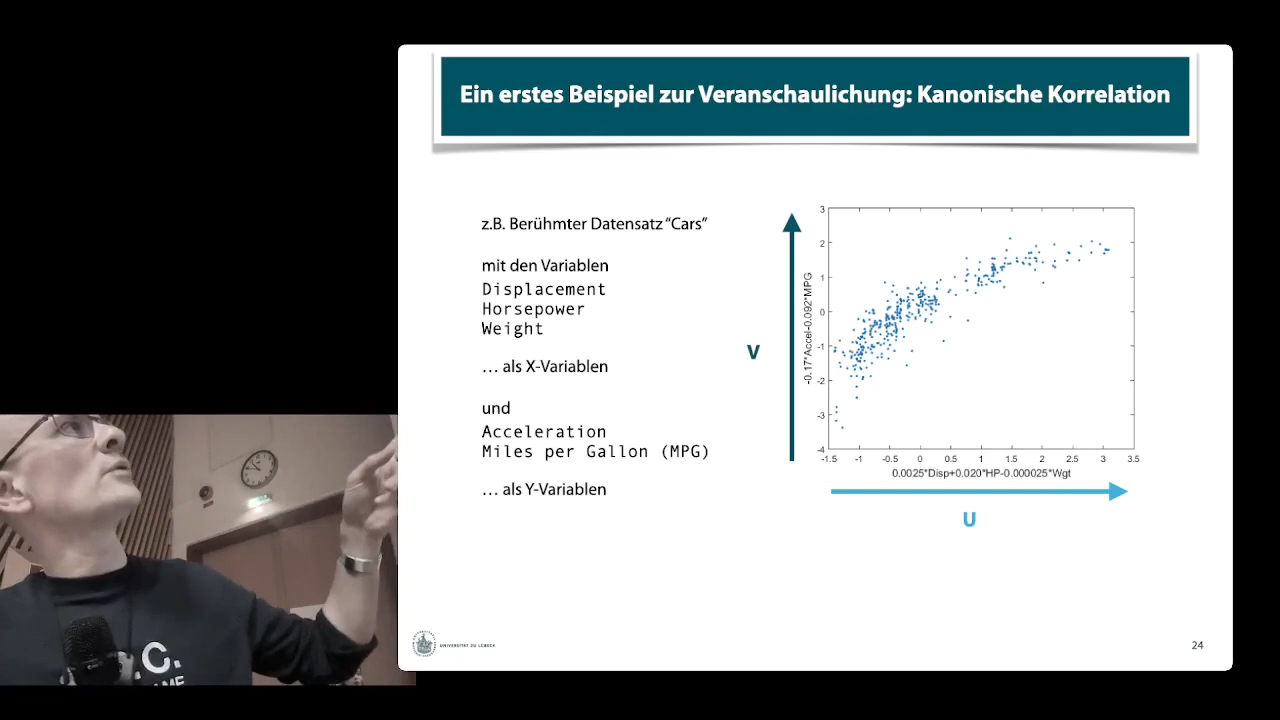 Ein erstes Beispiel zur Veranschaulichung: Kanonische Korrelation
z.B. Berühmter Datensatz “Cars”
mit den Variablen
Displacement
Horsepower
Weight
… als X-Variablen
und
Acceleration
Miles per Gallon (MPG)
… als Y-Variablen
V
-0.17*Accel-0.092*MPG
3
2
1
0
-1
-2
-3
-4
-1.5 -1 -0.5 0 0.5 1 1.5 2 2.5 3 3.5
0.0025*Disp+0.020*HP-0.000025*Wgt
U
UNIVERSITÄT ZU LÜBECK
24
C.